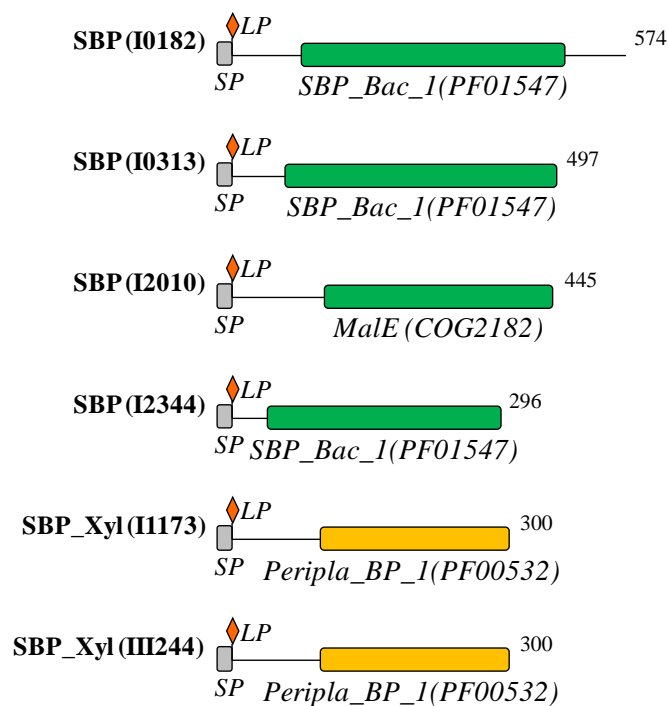 SBP (I0182) LP 574
SP SBP_Bac_1(PF01547)
SBP (I0313) LP 497
SP SBP_Bac_1(PF01547)
SBP (I2010) LP 445
SP MalE (COG2182)
SBP (I2344) LP 296
SP SBP_Bac_1(PF01547)
SBP_Xyl (I1173) LP 300
SP Peripla_BP_1(PF00532)
SBP_Xyl (III244) LP 300
SP Peripla_BP_1(PF00532)